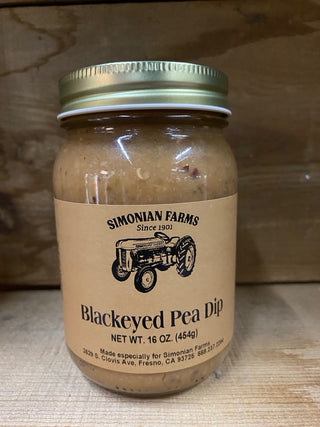 SIMONIAN FARMS
Since 1901
Blackeyed Pea Dip
NET WT. 16 OZ. (454g)
Made especially for Simonian Farms
2629 S. Clovis Ave, Fresno, CA 93725